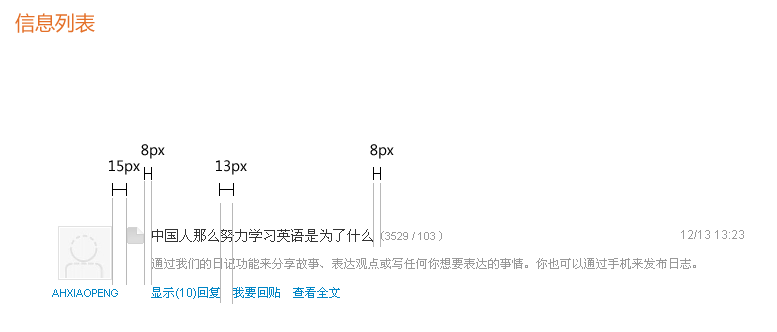 信息列表
8px 8px
15px 13px
中国人那么努力学习英语是为了什么 (3529 / 103 ) 12/13 13:23
通过我们的日记功能来分享故事、表达观点或写任何你想要表达的事情。你也可以通过手机来发布日志。
AHXIAOPENG 显示(10)回复 我要回贴 查看全文